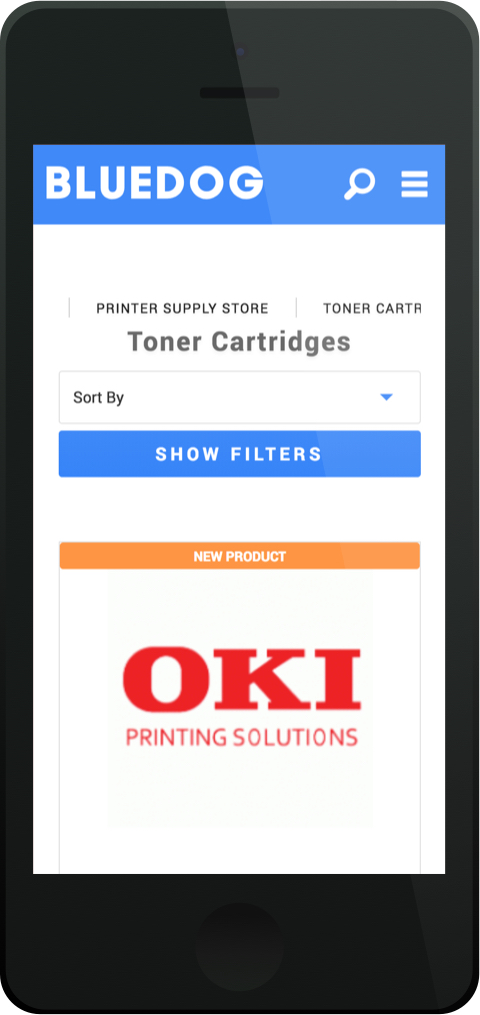 BLUEDOG
PRINTER SUPPLY STORE TONER CARTR
Toner Cartridges
Sort By
SHOW FILTERS
NEW PRODUCT
OKI
PRINTING SOLUTIONS